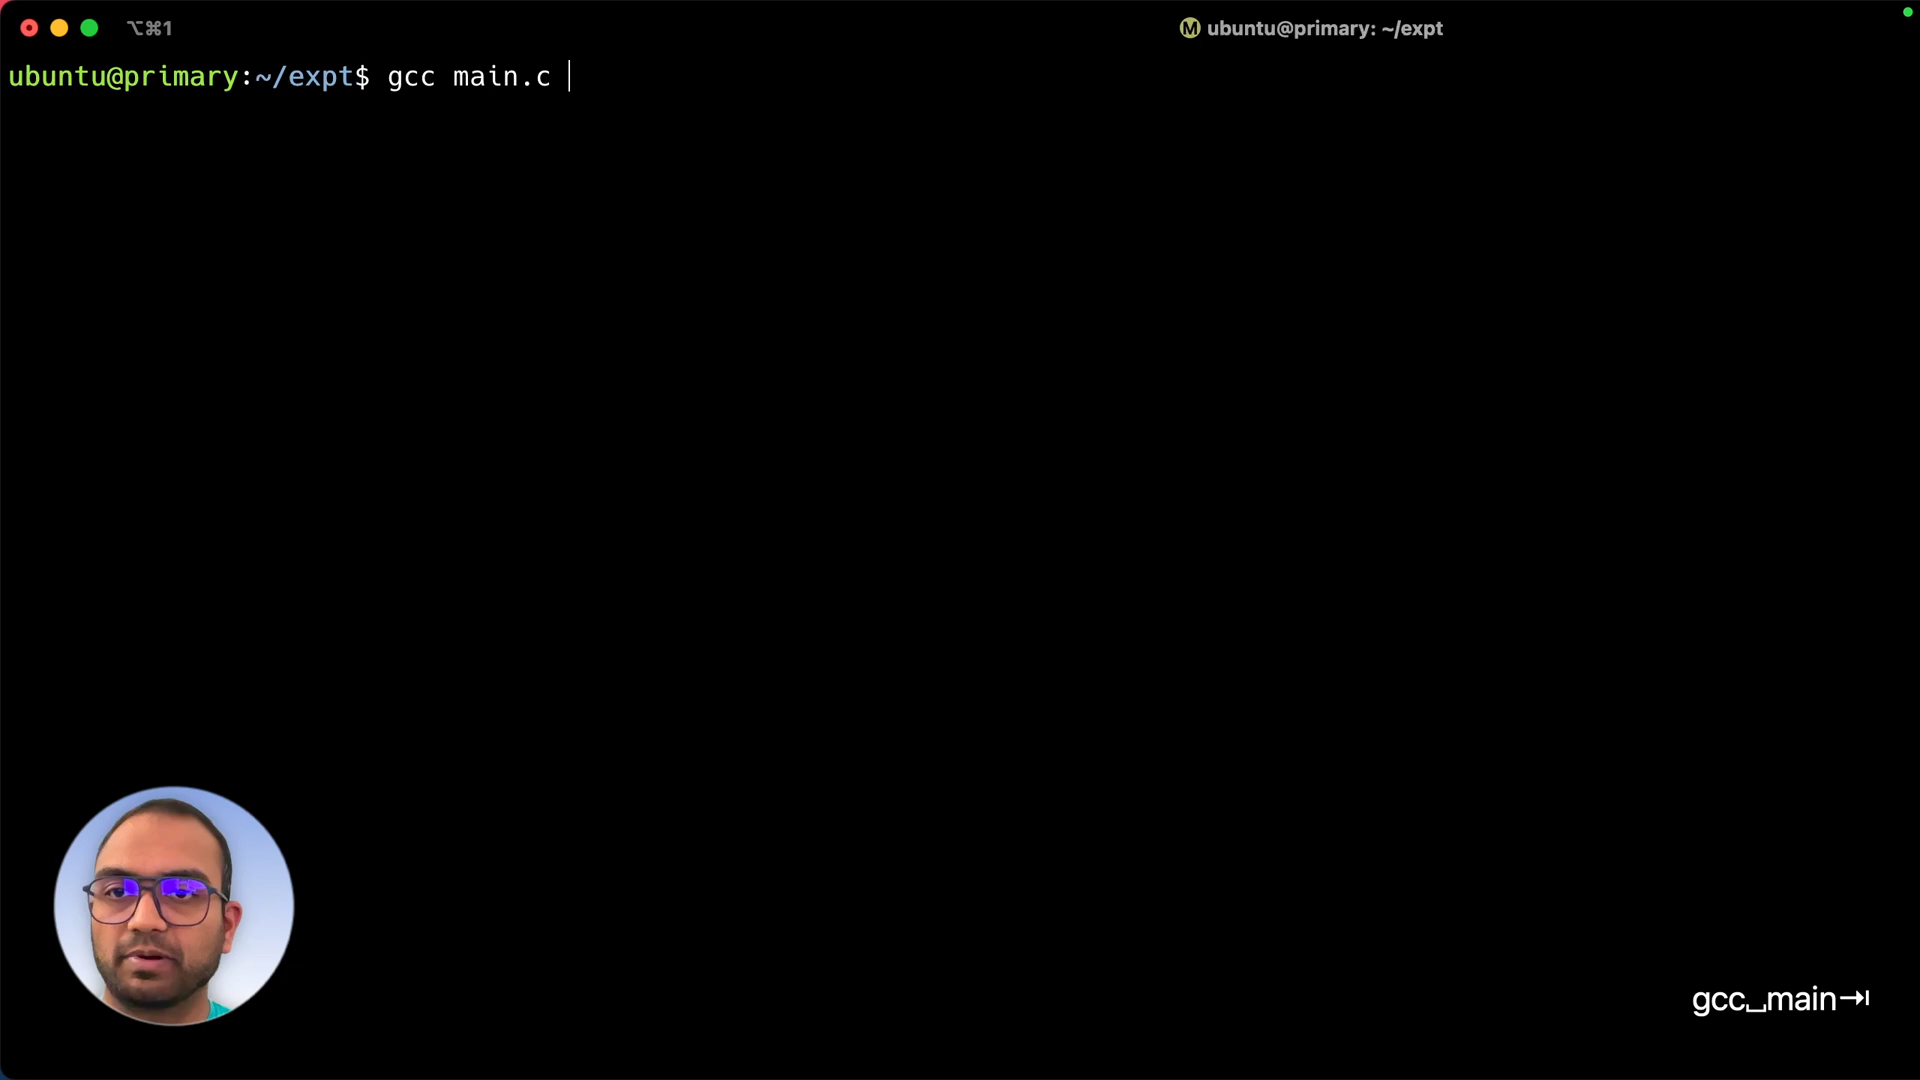 ⌥⌘1
M ubuntu@primary: ~/expt
ubuntu@primary:~/expt$ gcc main.c
gcc␣main⇥